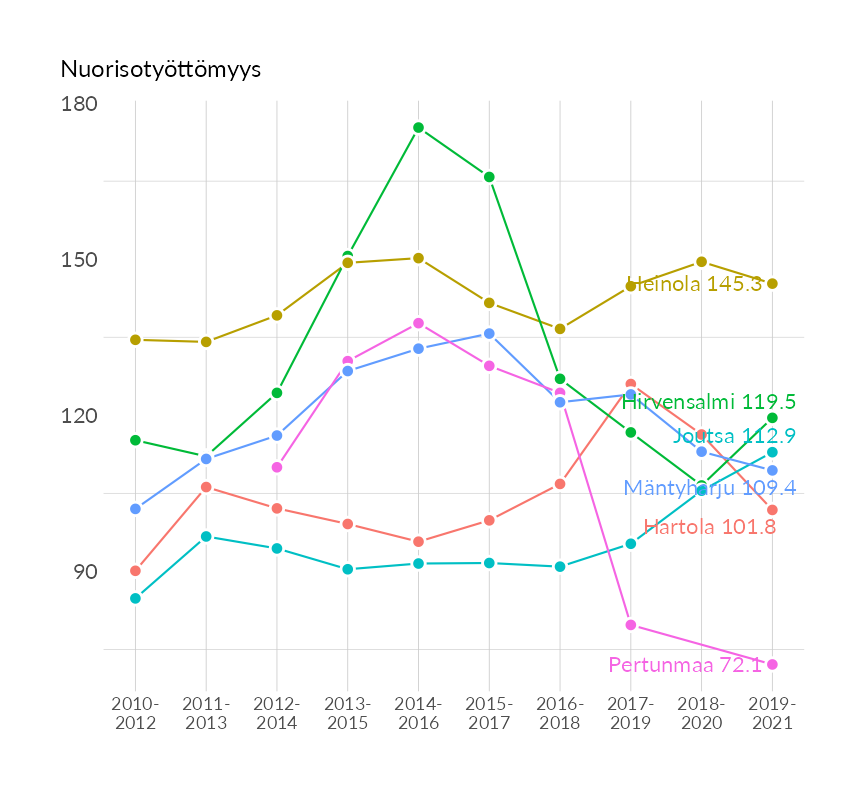 Nuorisotyöttömyys
180
150
120
90
Heinola 145.3
Hirvensalmi 119.5
Joutsa 112.9
Mäntyharju 109.4
Hartola 101.8
Pertunmaa 72.1
2010- 2011- 2012- 2013- 2014- 2015- 2016- 2017- 2018- 2019-
2012 2013 2014 2015 2016 2017 2018 2019 2020 2021